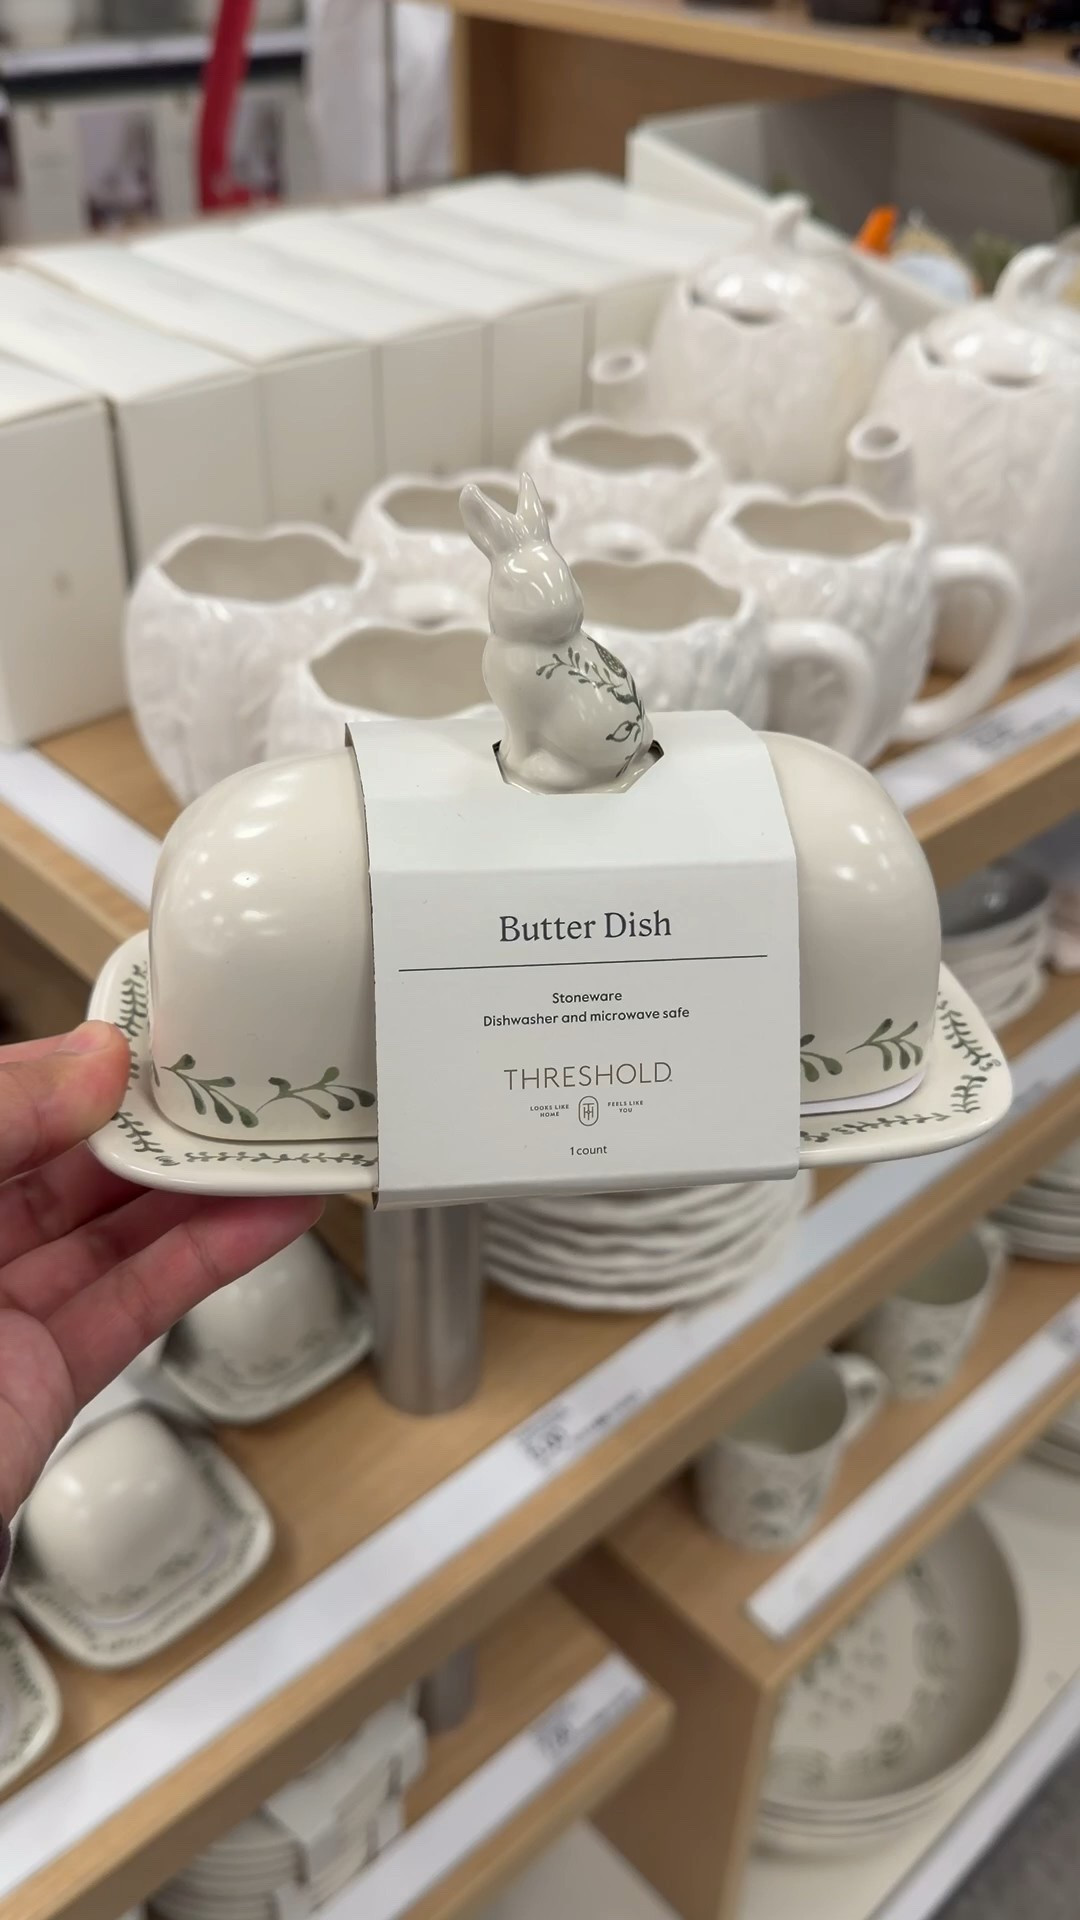 Butter Dish
Stoneware
Dishwasher and microwave safe
THRESHOLD
LOOKS LIKE
HOME
FEELS LIKE
YOU
1 count